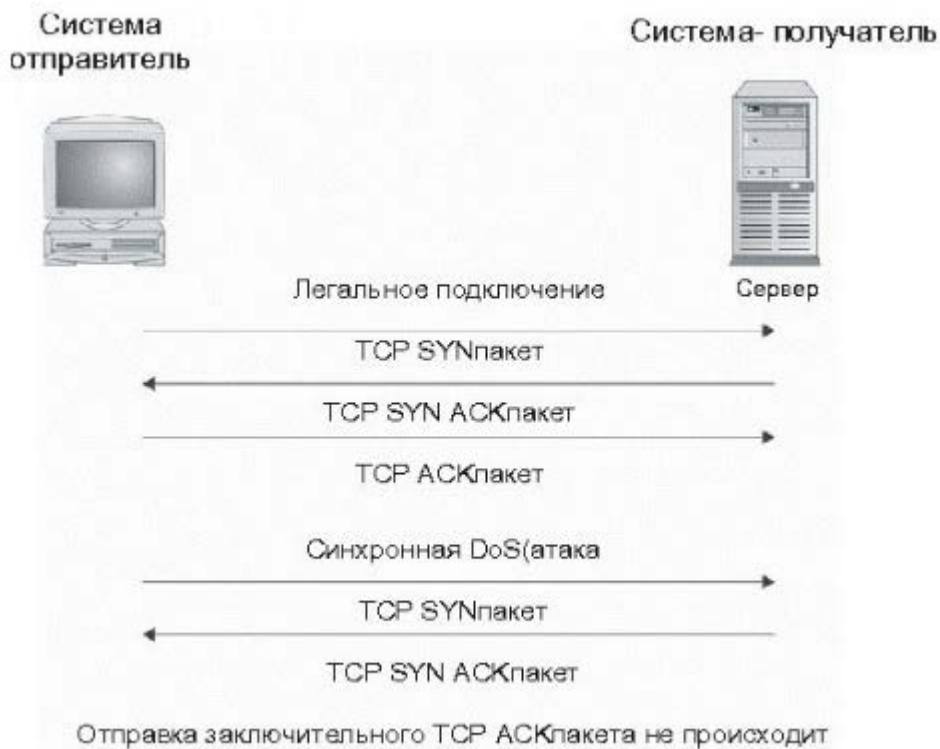 Система
отправитель
Система- получатель
Сервер
Легальное подключение
TCP SYNпакет
TCP SYN ACKпакет
TCP ACKпакет
Синхронная DoS(атака
TCP SYNпакет
TCP SYN ACKпакет
Отправка заключительного TCP ACKпакета не происходит